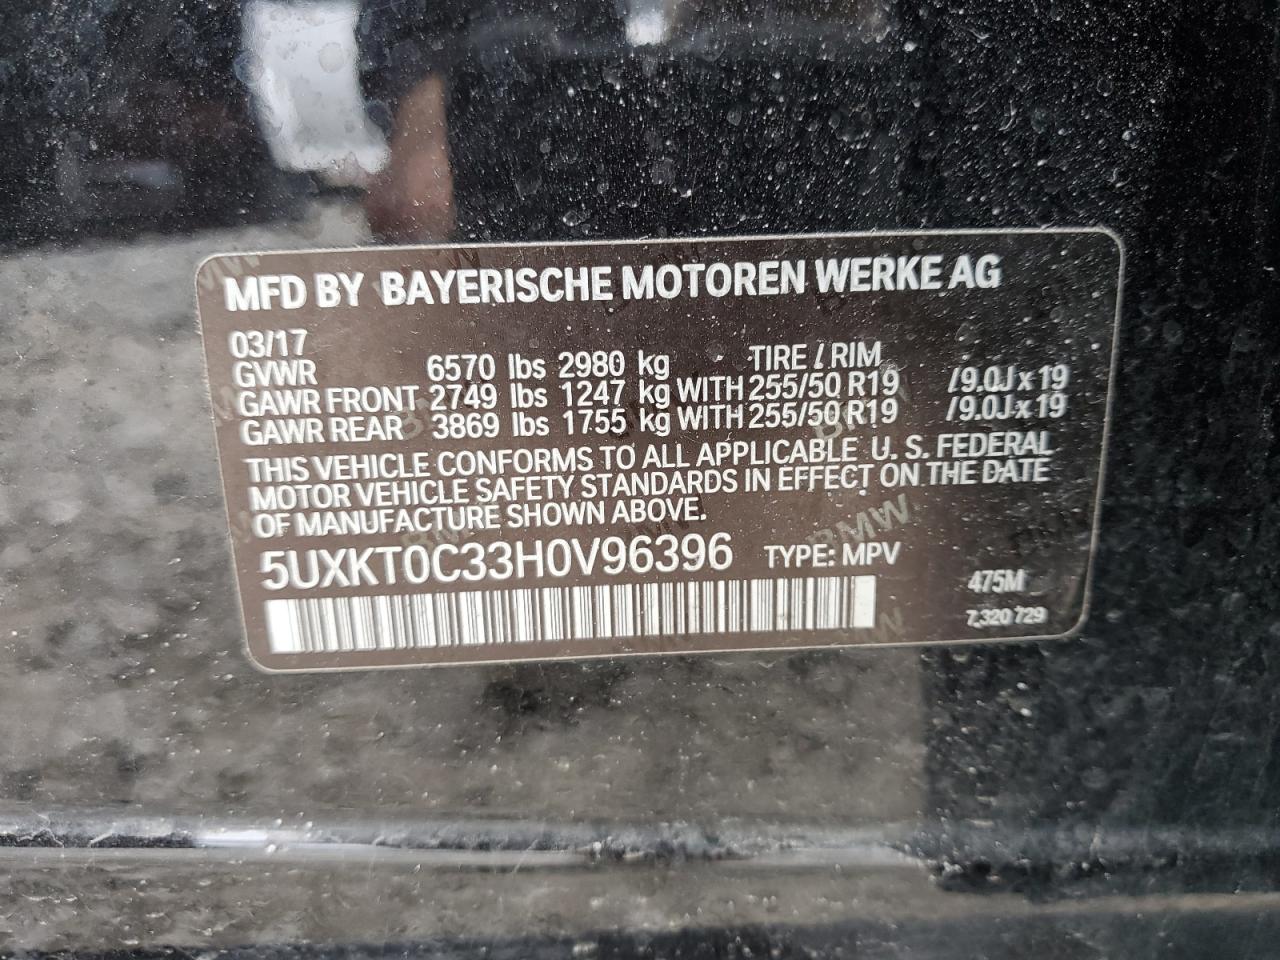 MFD BY BAYERISCHE MOTOREN WERKE AG
03/17
GVWR 6570 lbs 2980 kg TIRE / RIM
GAWR FRONT 2749 lbs 1247 kg WITH 255/50 R19 /9.0J x 19
GAWR REAR 3869 lbs 1755 kg WITH 255/50 R19 /9.0J x 19
THIS VEHICLE CONFORMS TO ALL APPLICABLE U. S. FEDERAL
MOTOR VEHICLE SAFETY STANDARDS IN EFFECT ON THE DATE
OF MANUFACTURE SHOWN ABOVE.
5UXKT0C33H0V96396 TYPE: MPV
475M
7,320 729